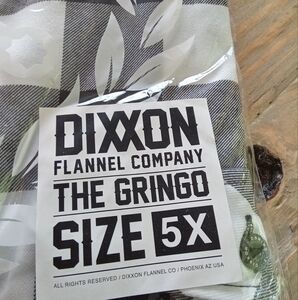 DIXXON
FLANNEL COMPANY
THE GRINGO
SIZE 5X
ALL RIGHTS RESERVED / DIXXON FLANNEL CO / PHOENIX AZ USA